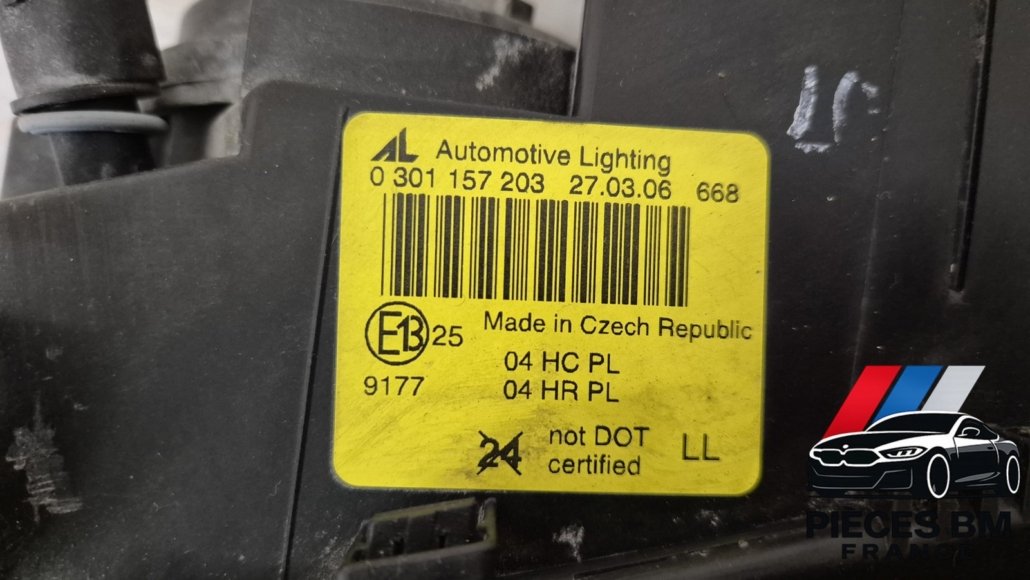 AL Automotive Lighting
0 301 157 203 27.03.06 668
E13 25
Made in Czech Republic
9177
04 HC PL
04 HR PL
24
not DOT
certified
LL
PIECES BM
FRANCE